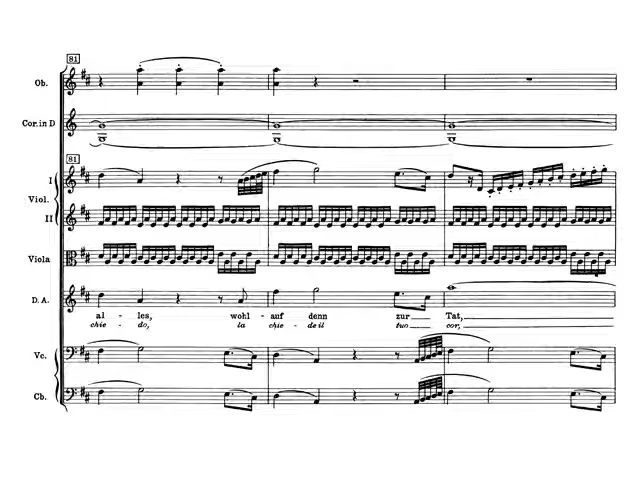 81
Ob.
Cor. in D
81
I
Viol.
II
Viola
D. A.
al - les, wohl - auf denn zur Tat,
chie - do, la chie - de il tuo cor,
Vc.
Cb.